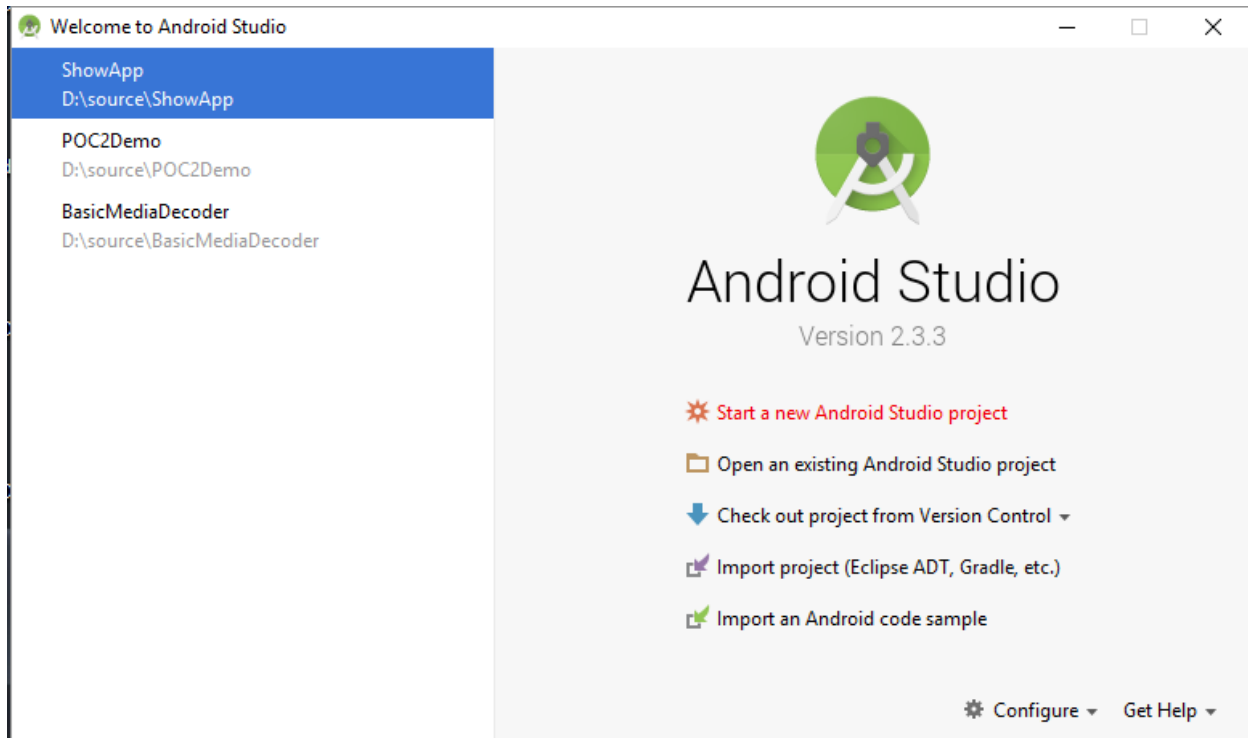 Welcome to Android Studio
ShowApp
D:\source\ShowApp
POC2Demo
D:\source\POC2Demo
BasicMediaDecoder
D:\source\BasicMediaDecoder
Android Studio
Version 2.3.3
Start a new Android Studio project
Open an existing Android Studio project
Check out project from Version Control
Import project (Eclipse ADT, Gradle, etc.)
Import an Android code sample
Configure Get Help